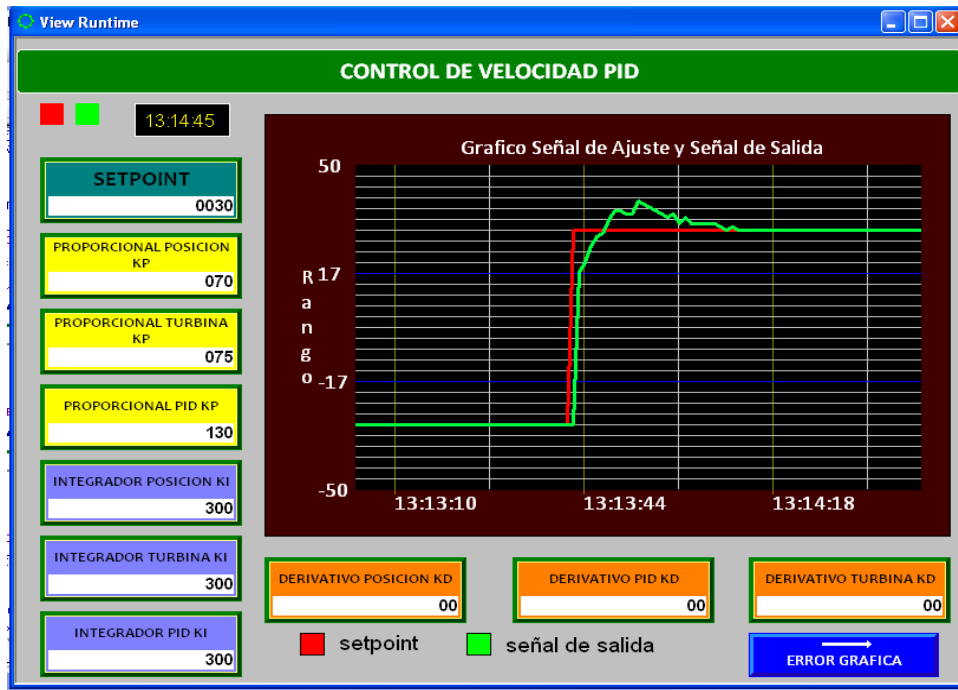 View Runtime
CONTROL DE VELOCIDAD PID
13:14:45
SETPOINT
0030
PROPORCIONAL POSICION
KP
070
PROPORCIONAL TURBINA
KP
075
PROPORCIONAL PID KP
130
INTEGRADOR POSICION KI
300
INTEGRADOR TURBINA KI
300
INTEGRADOR PID KI
300
Grafico Señal de Ajuste y Señal de Salida
50
17
-17
-50
Rango
13:13:10 13:13:44 14:14:18
DERIVATIVO POSICION KD
00
DERIVATIVO PID KD
00
DERIVATIVO TURBINA KD
00
setpoint
señal de salida
ERROR GRAFICA